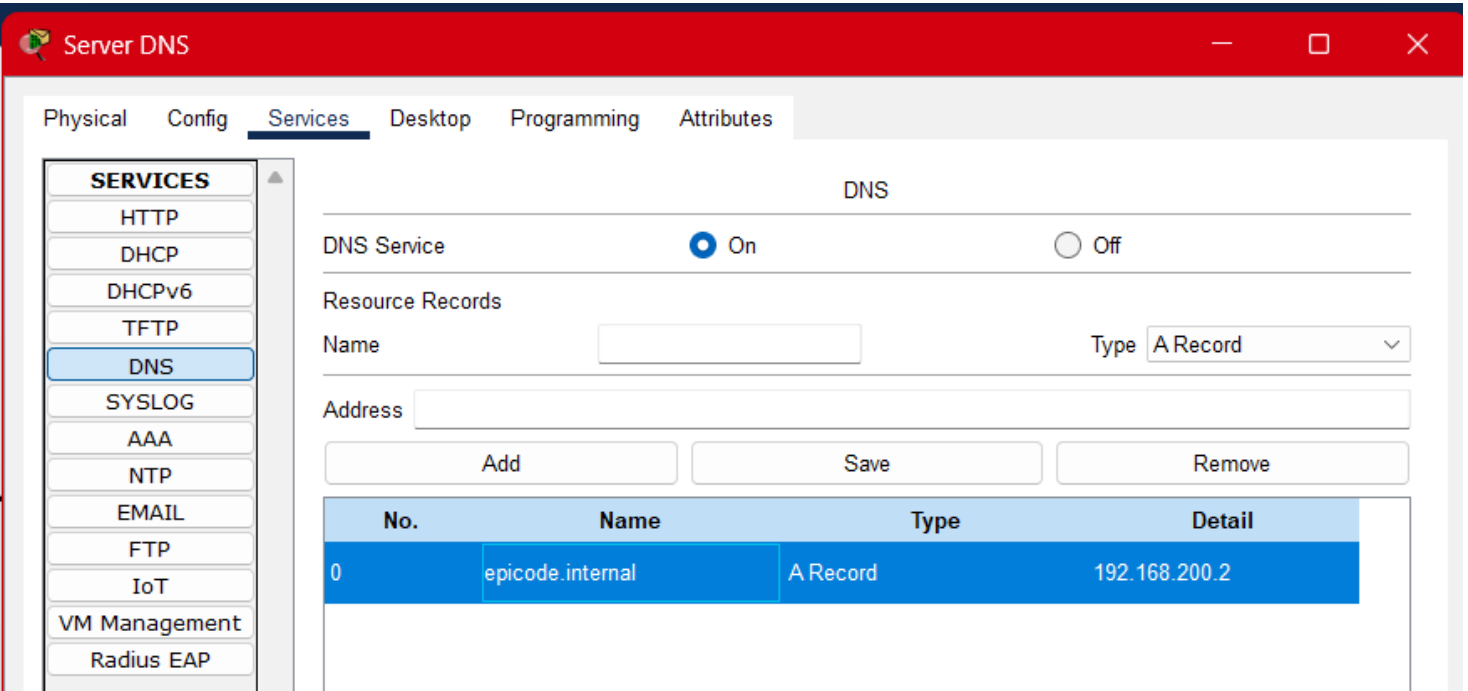 Server DNS
Physical Config Services Desktop Programming Attributes
SERVICES
HTTP
DHCP
DHCPv6
TFTP
DNS
SYSLOG
AAA
NTP
EMAIL
FTP
IoT
VM Management
Radius EAP
DNS
DNS Service On Off
Resource Records
Name Type A Record
Address
Add Save Remove
No. Name Type Detail
0 epicode.internal A Record 192.168.200.2